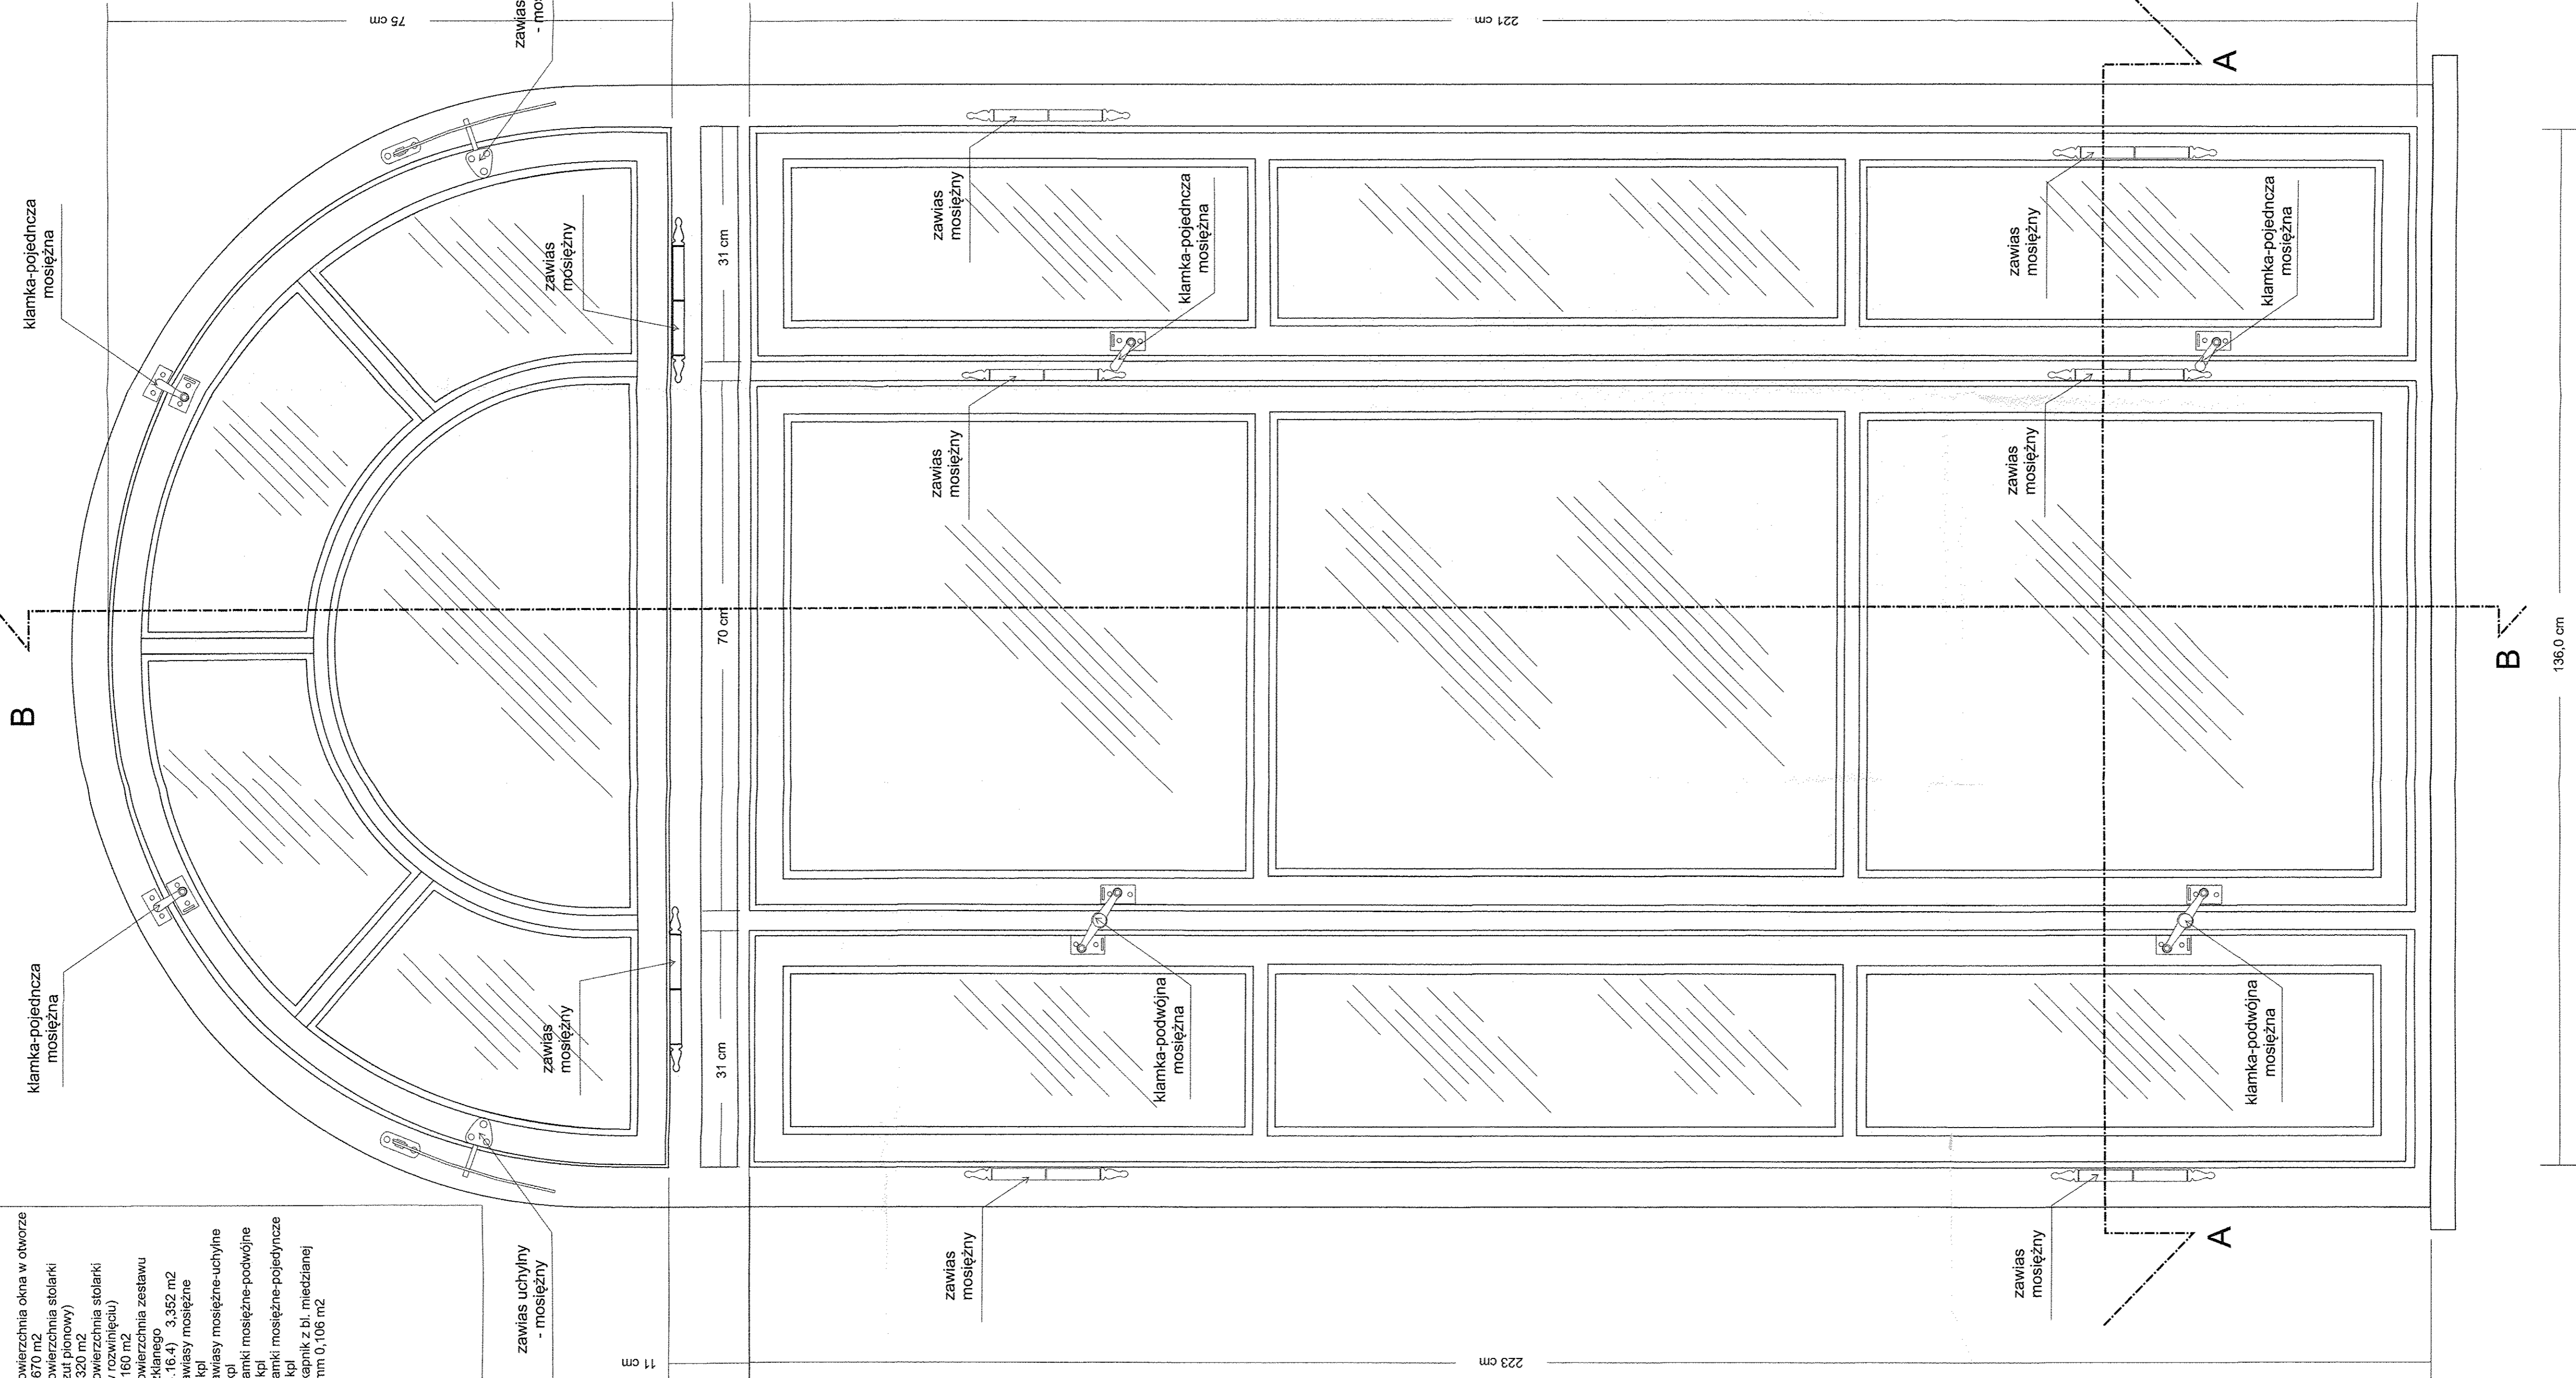 75 cm
221 cm
zawias
- mos
klamka-pojedncza
mosiężna
zawias
mosiężny
31 cm
zawias
mosiężny
klamka-pojedncza
mosiężna
zawias
mosiężny
klamka-pojedncza
mosiężna
A
zawias
mosiężny
zawias
mosiężny
B
70 cm
B
136,0 cm
klamka-pojedncza
mosiężna
zawias
mosiężny
31 cm
klamka-podwójna
mosiężna
klamka-podwójna
mosiężna
zawias uchylny
- mosiężny
zawias
mosiężny
zawias
mosiężny
A
11 cm
223 cm
owierzchnia okna w otworze
670 m2
owierzchnia stolarki
zut pionowy)
320 m2
owierzchnia stolarki
rozwinięciu)
160 m2
owierzchnia zestawu
zklanego
.16.4) 3,352 m2
awiasy mosiężne
kpl
awiasy mosiężne-uchylne
kpl
amki mosiężne-podwójne
kpl
amki mosiężne-pojedyncze
kpl
kapnik z bl. miedzianej
mm 0,106 m2